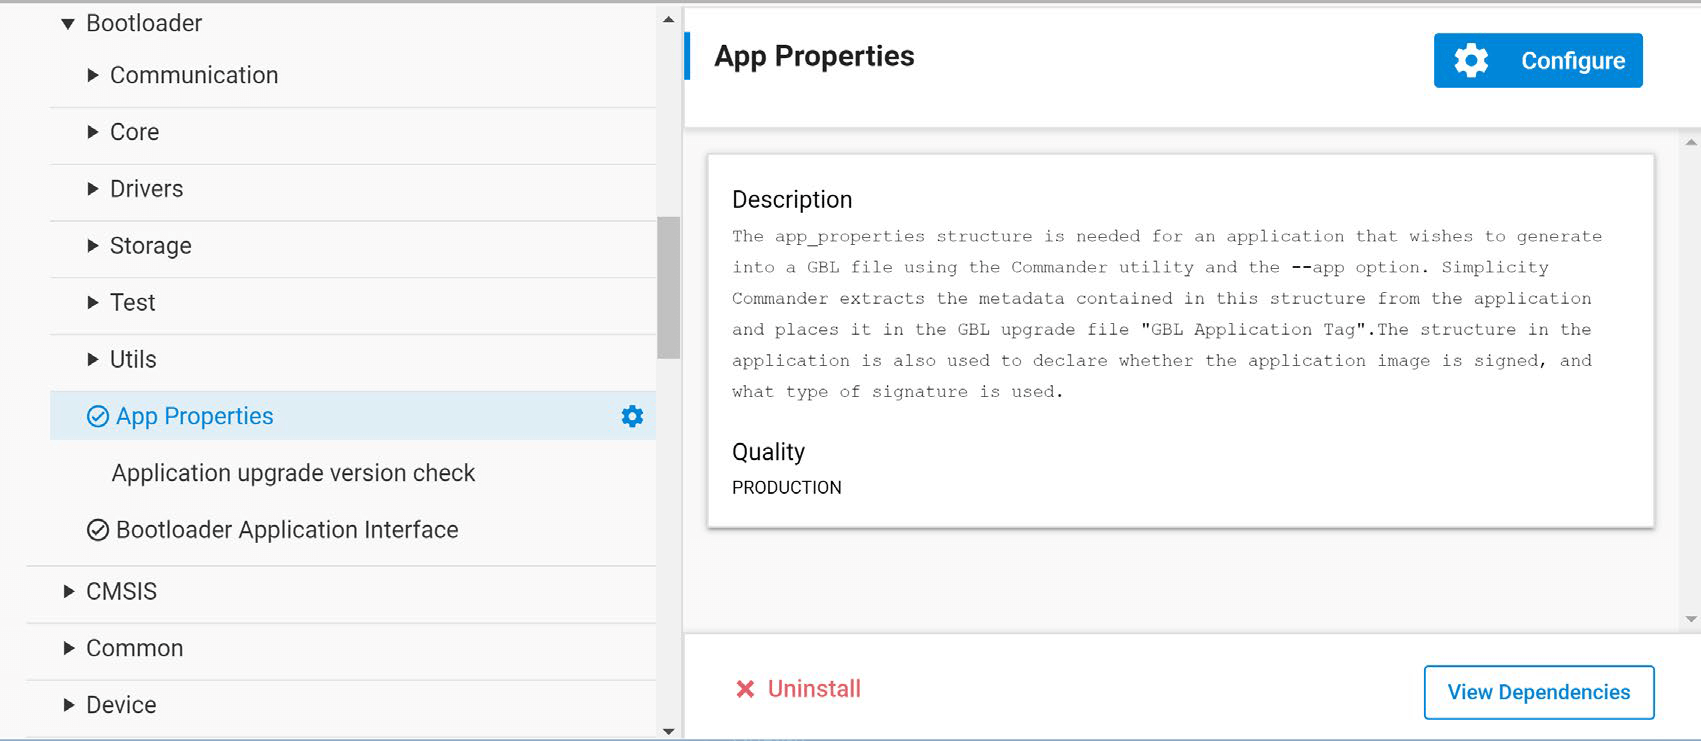 Bootloader
Communication
Core
Drivers
Storage
Test
Utils
App Properties
Application upgrade version check
Bootloader Application Interface
CMSIS
Common
Device
App Properties
Configure
Description
The app_properties structure is needed for an application that wishes to generate
into a GBL file using the Commander utility and the --app option. Simplicity
Commander extracts the metadata contained in this structure from the application
and places it in the GBL upgrade file "GBL Application Tag".The structure in the
application is also used to declare whether the application image is signed, and
what type of signature is used.
Quality
PRODUCTION
Uninstall
View Dependencies